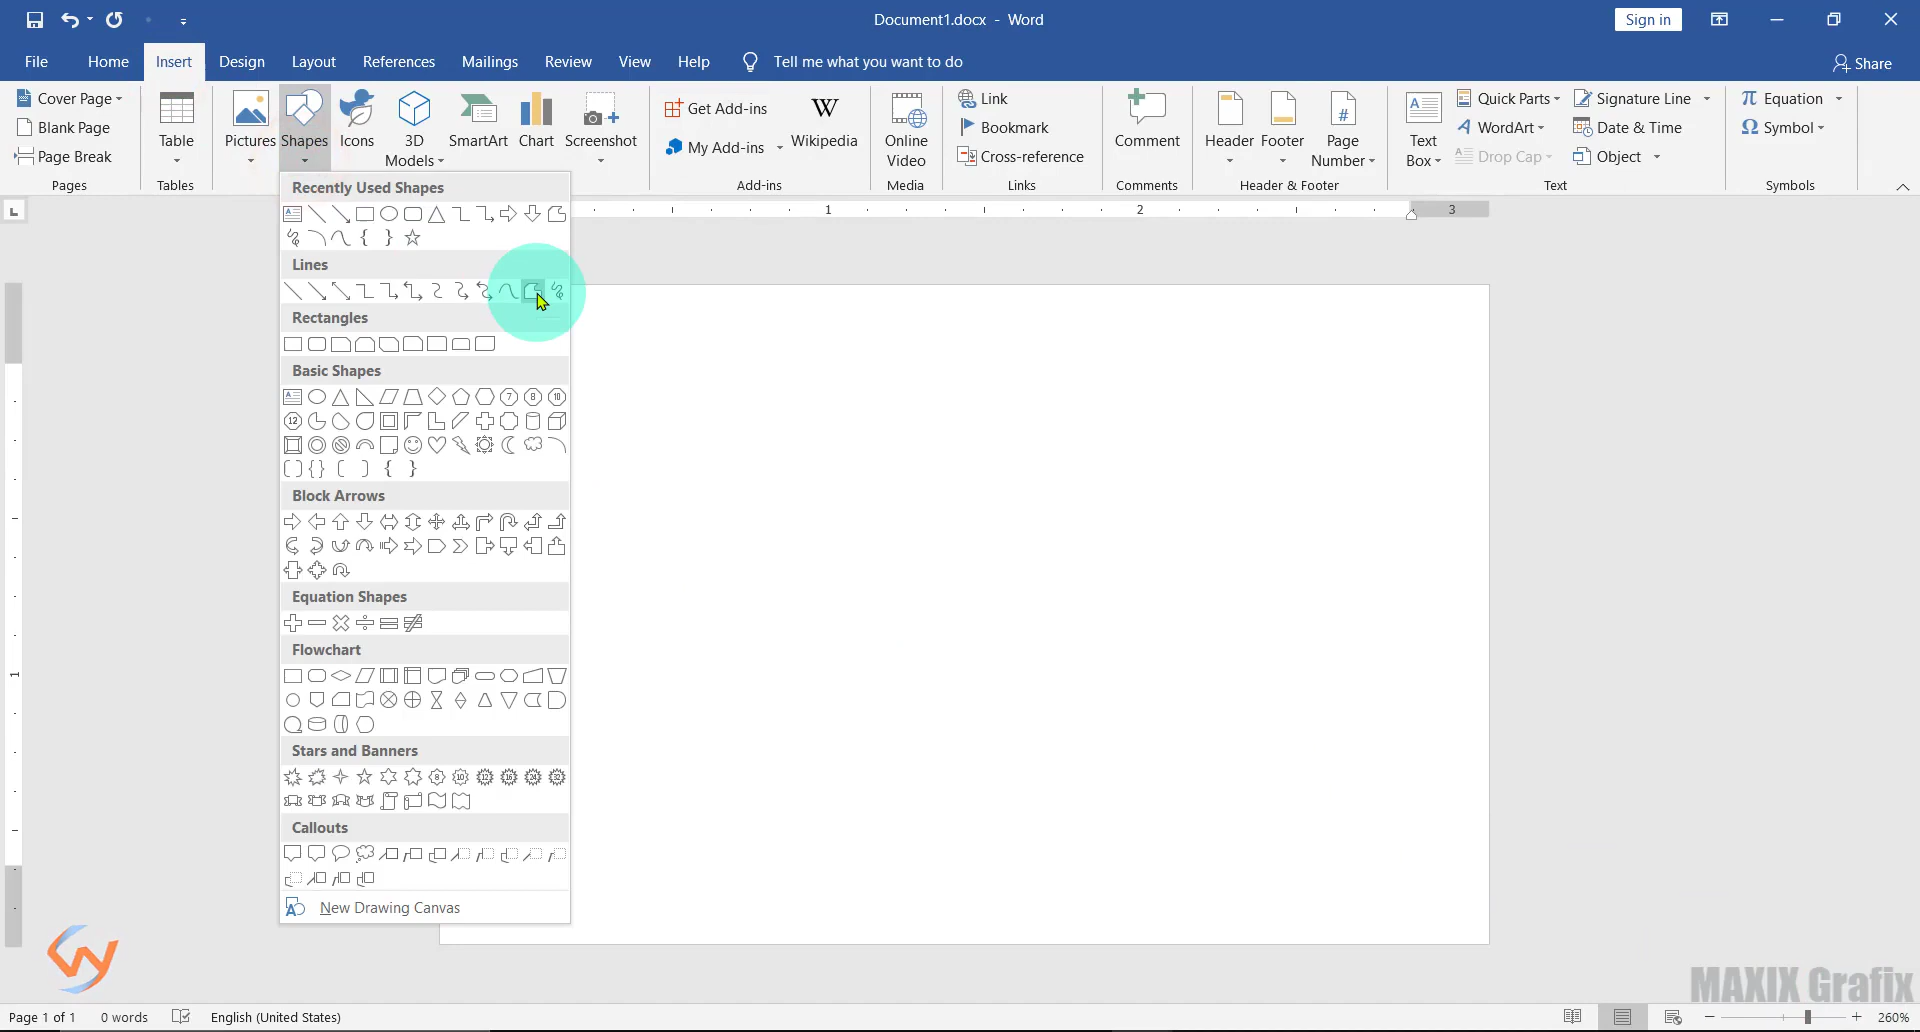 Document1.docx - Word
Sign in
File Home Insert Design Layout References Mailings Review View Help Tell me what you want to do
Share
Cover Page
Blank Page
Page Break
Pages
Table
Tables
Pictures
Shapes
Icons
3D
Models
SmartArt
Chart
Screenshot
Get Add-ins
My Add-ins
Wikipedia
Add-ins
Online
Video
Media
Link
Bookmark
Cross-reference
Links
Comment
Comments
Header
Footer
Page
Number
Header & Footer
Text
Box
Quick Parts
WordArt
Drop Cap
Signature Line
Date & Time
Object
Text
Equation
Symbol
Symbols
1 2 3
Recently Used Shapes
Lines
Rectangles
Basic Shapes
Block Arrows
Equation Shapes
Flowchart
Stars and Banners
Callouts
New Drawing Canvas
1
MAXIX Grafix
Page 1 of 1 0 words English (United States) 260%